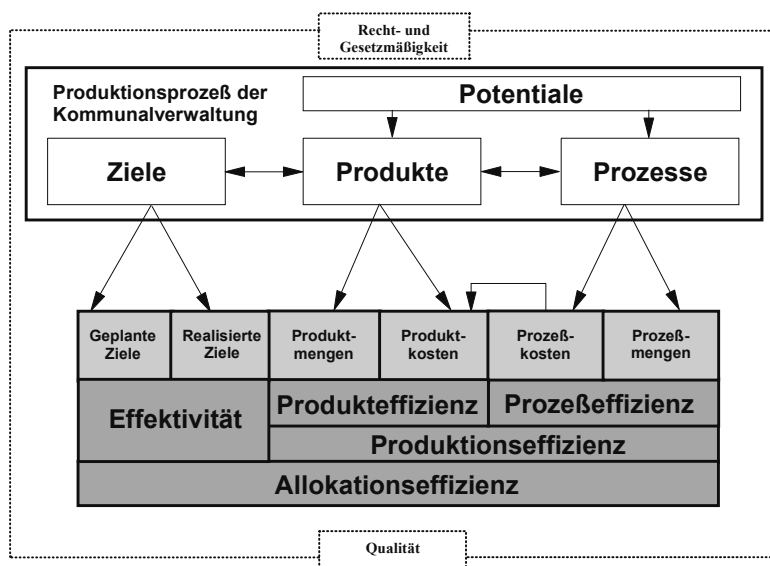 Recht- und
Gesetzmäßigkeit
Produktionsprozeß der
Kommunalverwaltung
Potentiale
Ziele
Produkte
Prozesse
Geplante
Ziele
Realisierte
Ziele
Produkt-
mengen
Produkt-
kosten
Prozeß-
kosten
Prozeß-
mengen
Effektivität
Produkteffizienz
Prozeßeffizienz
Produktionseffizienz
Allokationseffizienz
Qualität